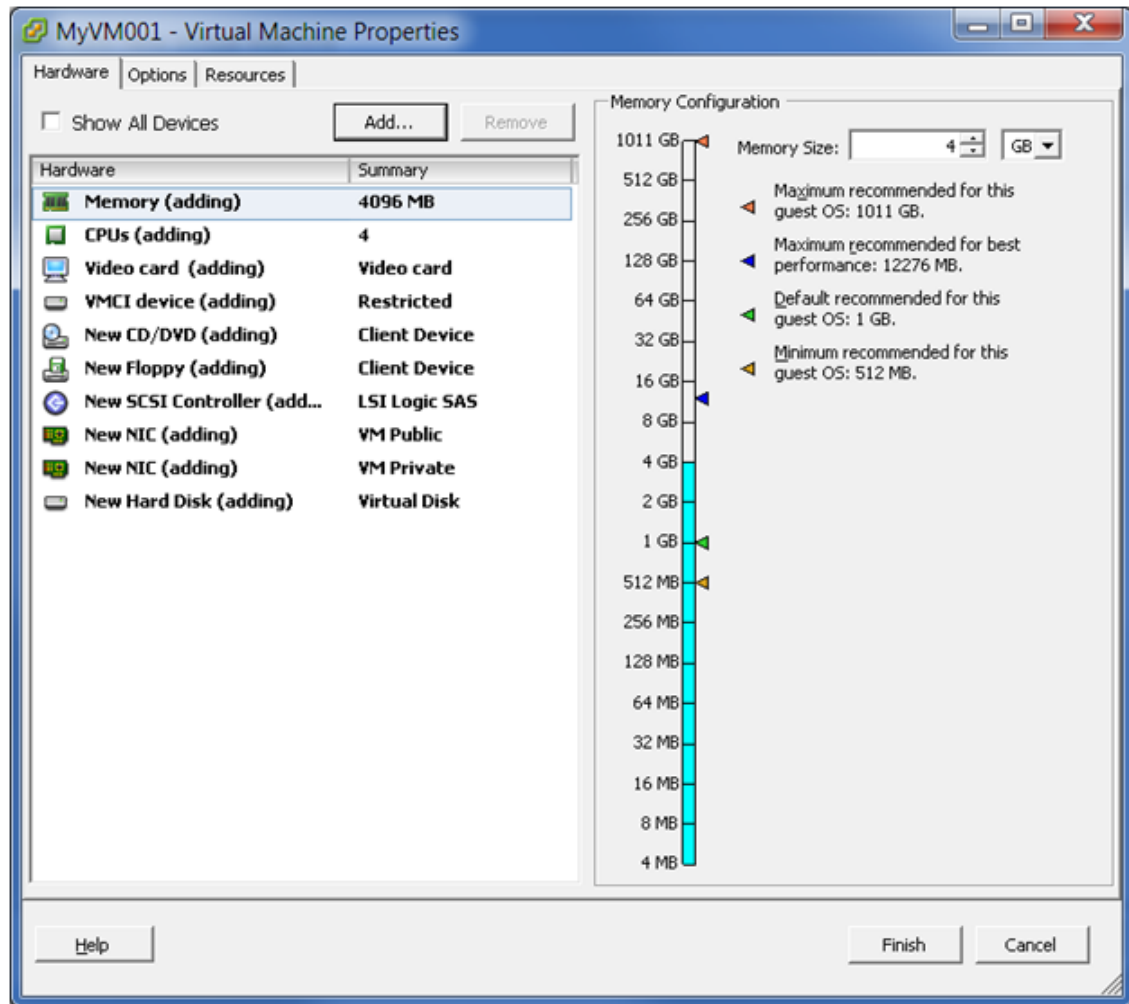 MyVM001 - Virtual Machine Properties
Hardware Options Resources
Show All Devices
Add...
Remove
Hardware Summary
Memory (adding) 4096 MB
CPUs (adding) 4
Video card (adding) Video card
VMCI device (adding) Restricted
New CD/DVD (adding) Client Device
New Floppy (adding) Client Device
New SCSI Controller (add... LSI Logic SAS
New NIC (adding) VM Public
New NIC (adding) VM Private
New Hard Disk (adding) Virtual Disk
Memory Configuration
1011 GB
512 GB
256 GB
128 GB
64 GB
32 GB
16 GB
8 GB
4 GB
2 GB
1 GB
512 MB
256 MB
128 MB
64 MB
32 MB
16 MB
8 MB
4 MB
Memory Size: 4 GB
Maximum recommended for this
guest OS: 1011 GB.
Maximum recommended for best
performance: 12276 MB.
Default recommended for this
guest OS: 1 GB.
Minimum recommended for this
guest OS: 512 MB.
Help
Finish
Cancel